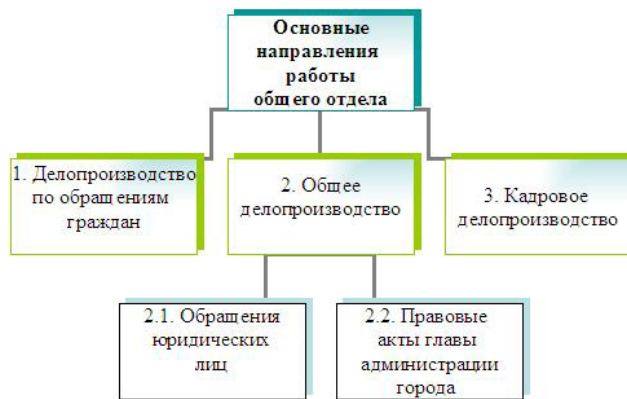 Основные
направления
работы
общего отдела
1. Делопроизводство
по обращениям
граждан
2. Общее
делопроизводство
3. Кадровое
делопроизводство
2.1. Обращения
юридических
лиц
2.2. Правовые
акты главы
администрации
города